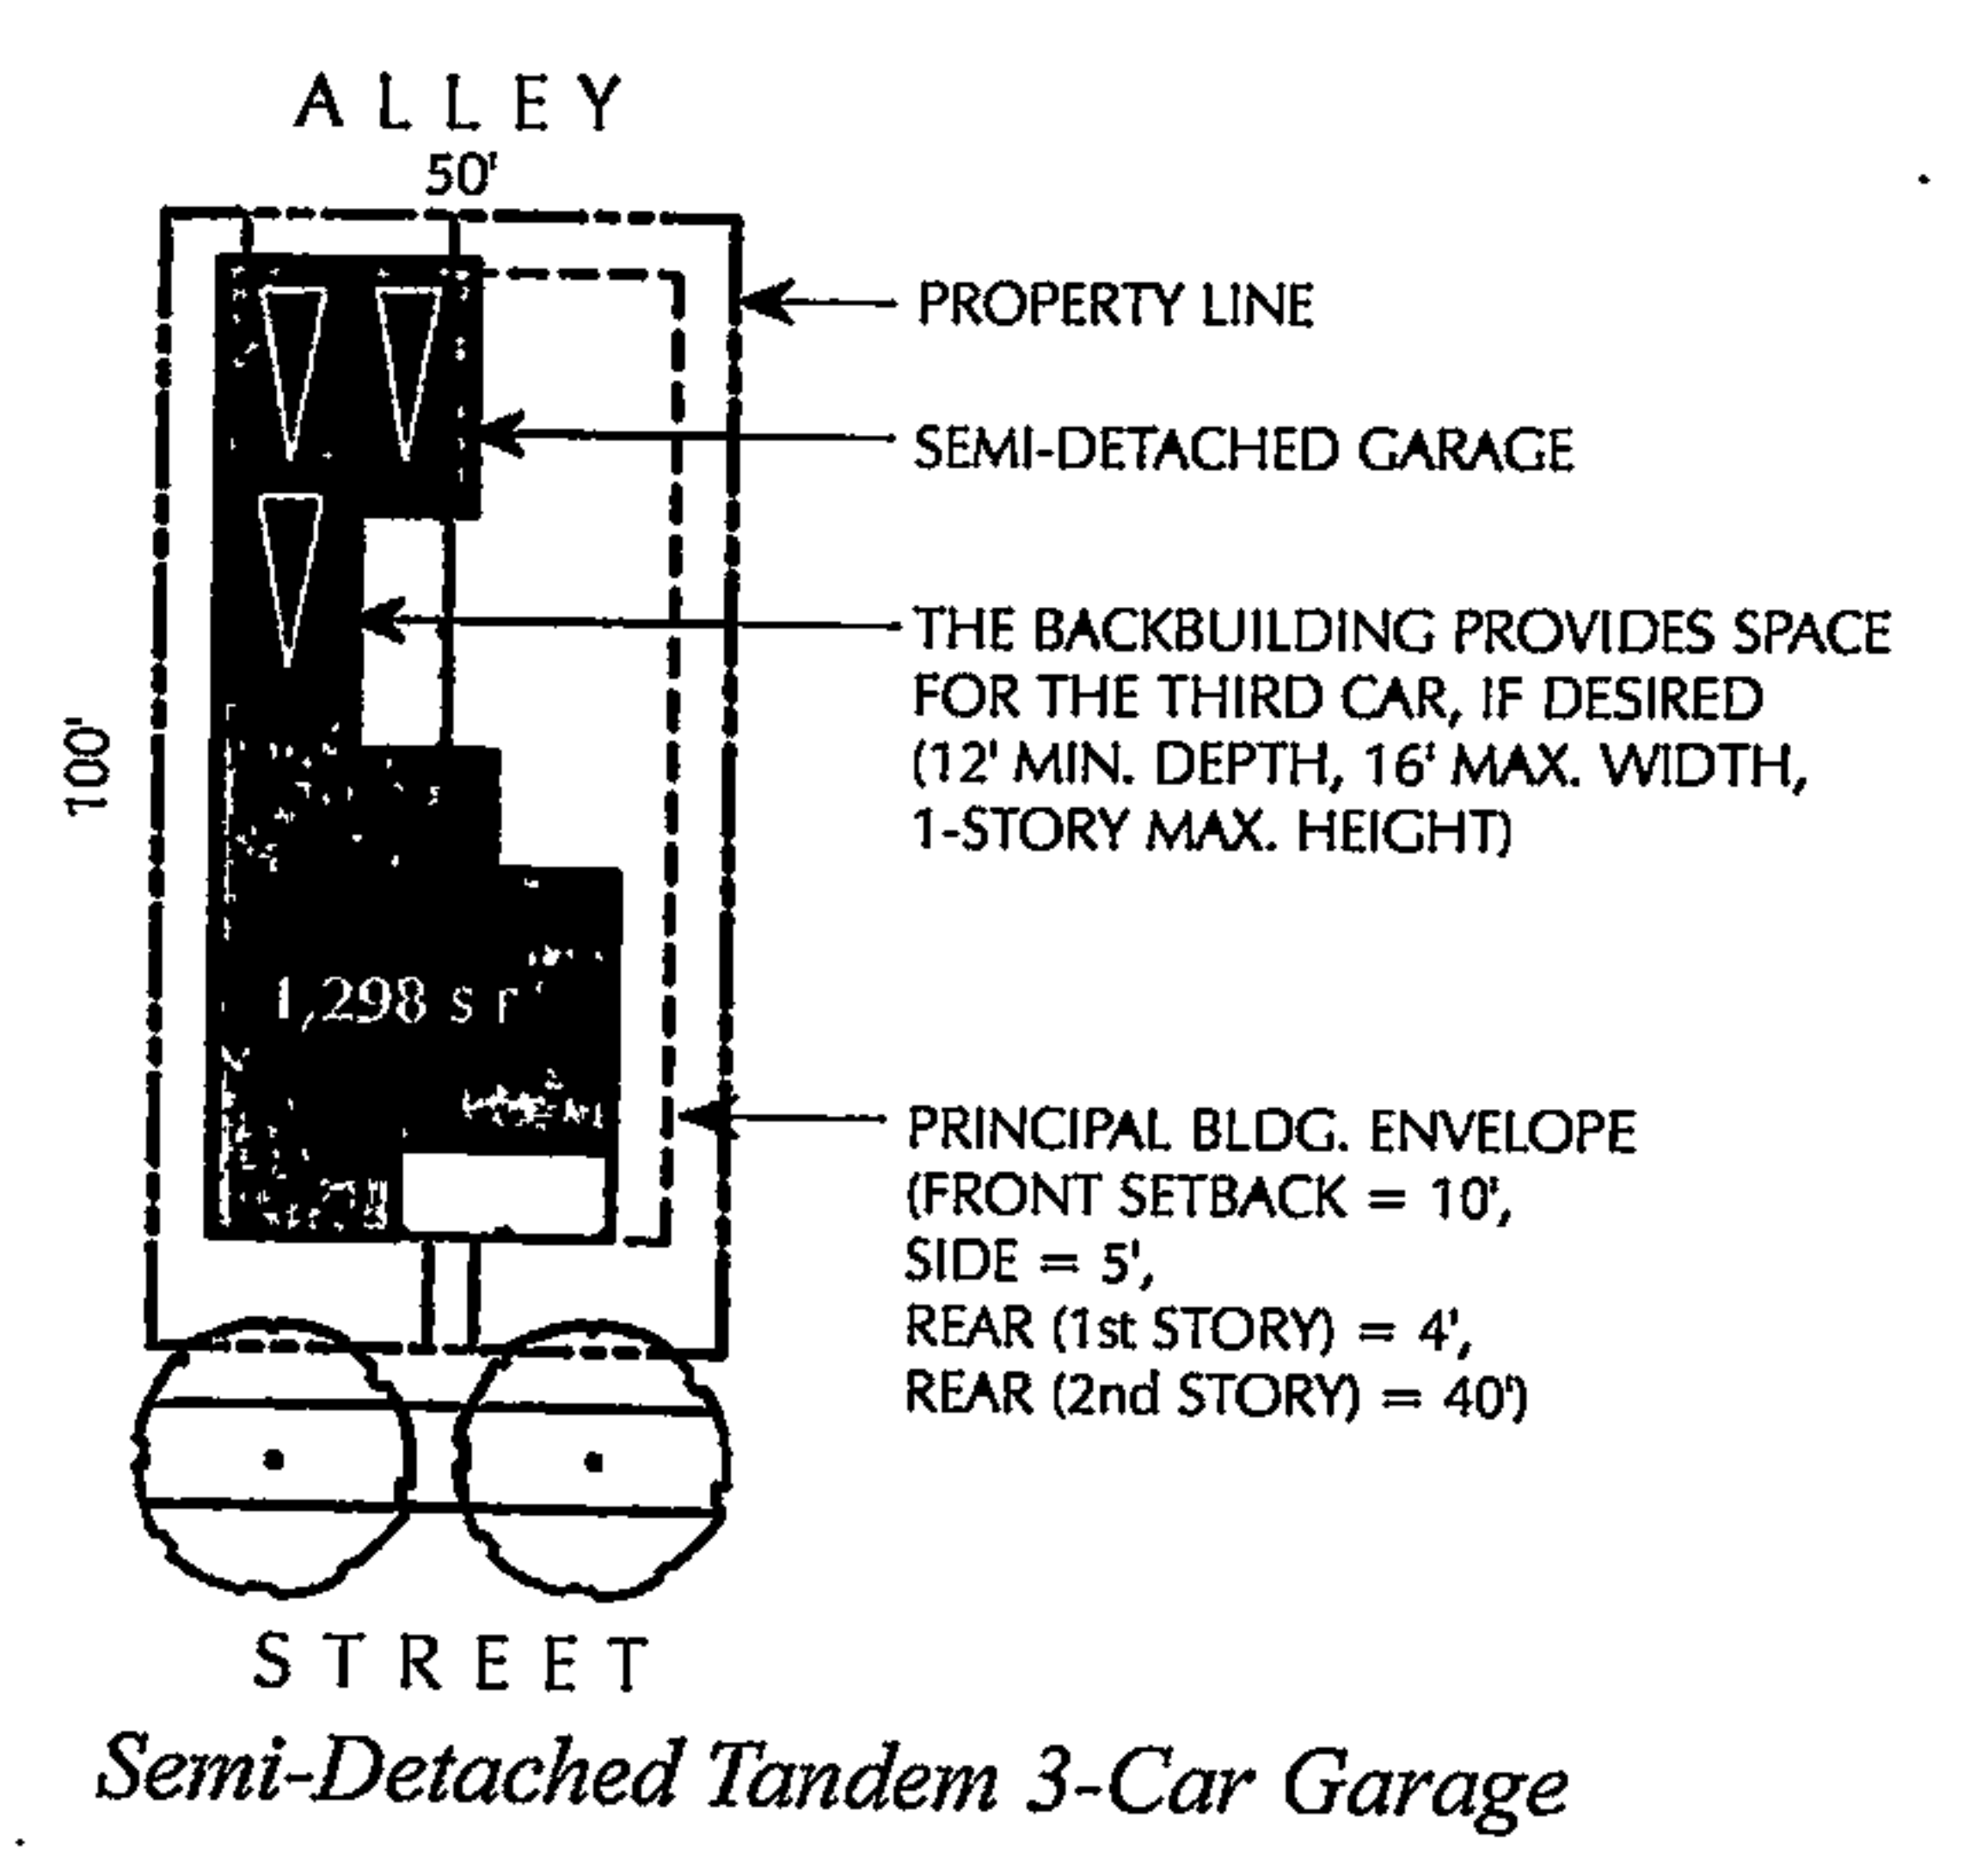 ALLEY
50'
PROPERTY LINE
SEMI-DETACHED GARAGE
THE BACKBUILDING PROVIDES SPACE
FOR THE THIRD CAR, IF DESIRED
(12' MIN. DEPTH, 16' MAX. WIDTH,
1-STORY MAX. HEIGHT)
100'
1,298 s f
PRINCIPAL BLDG. ENVELOPE
(FRONT SETBACK = 10',
SIDE = 5',
REAR (1st STORY) = 4',
REAR (2nd STORY) = 40')
STREET
Semi-Detached Tandem 3-Car Garage